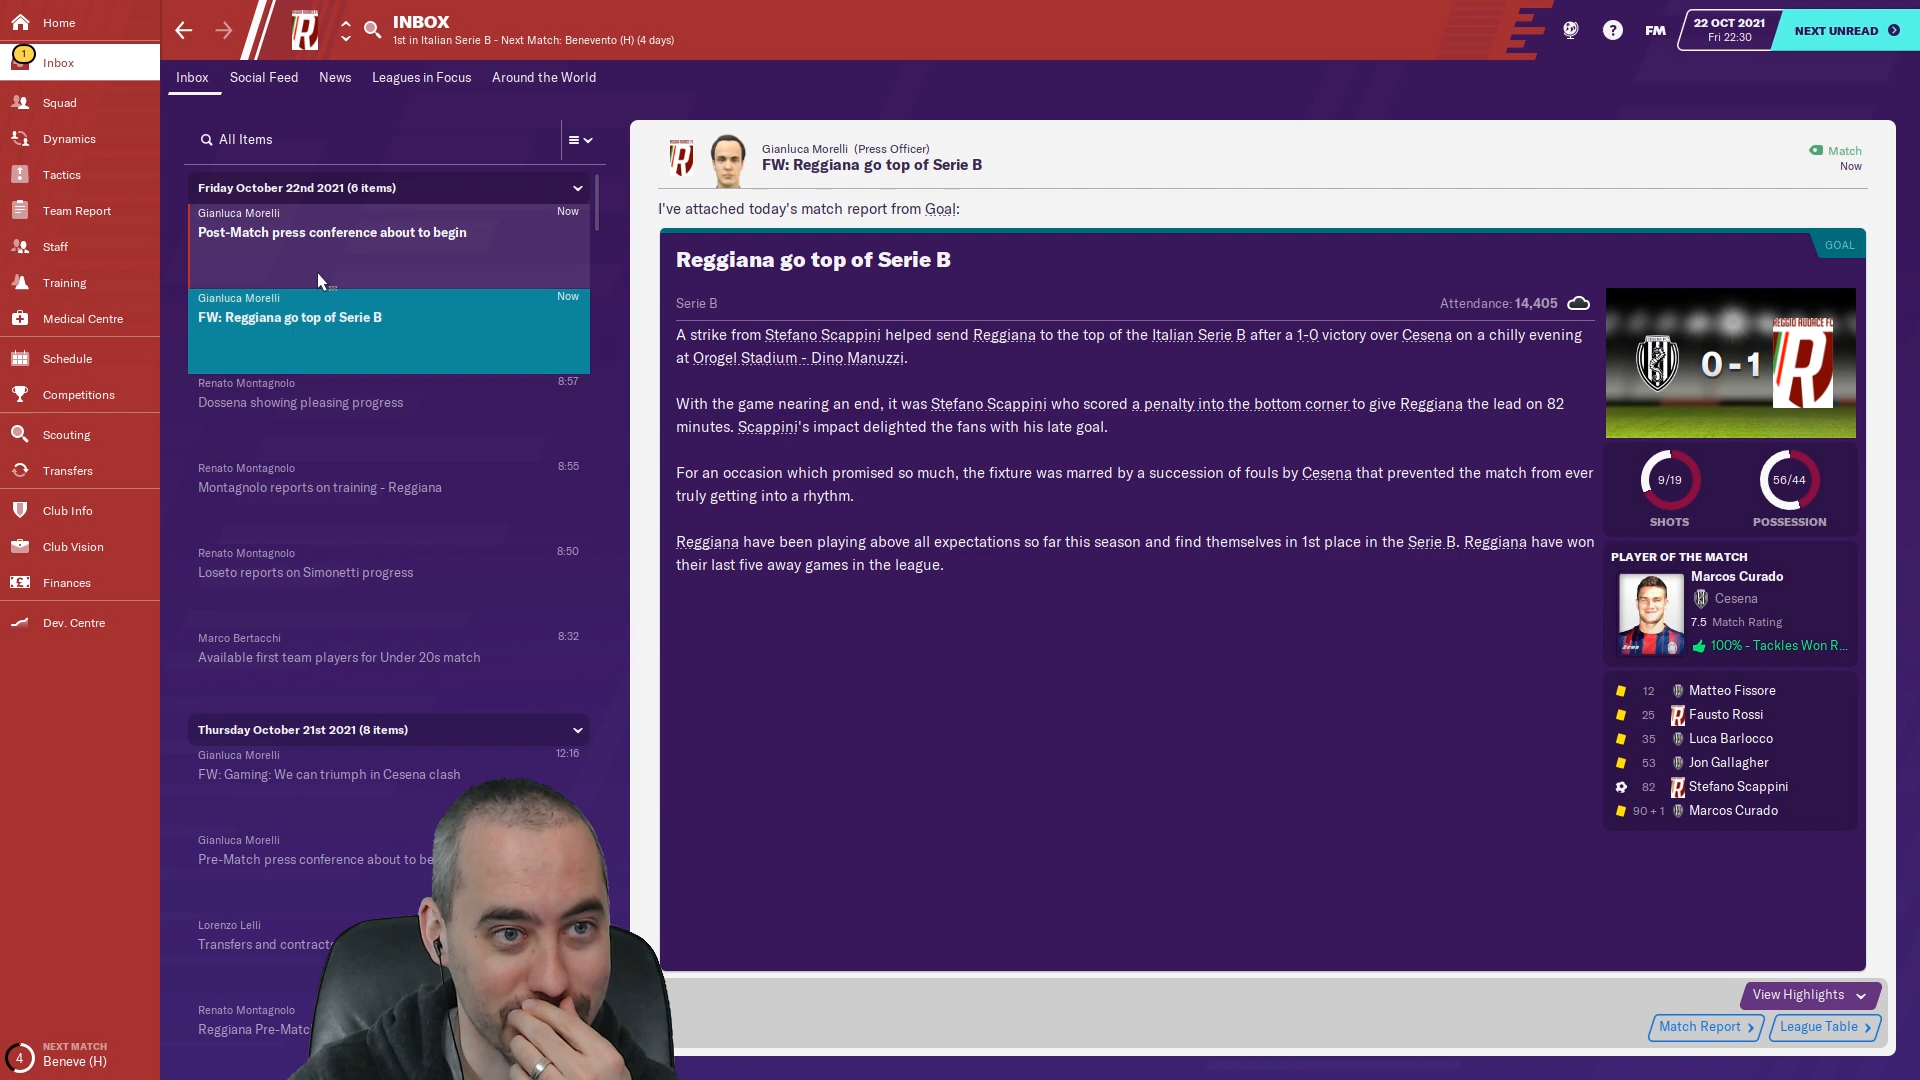 Home
1
Inbox
Squad
Dynamics
Tactics
Team Report
Staff
Training
Medical Centre
Schedule
Competitions
Scouting
Transfers
Club Info
Club Vision
Finances
Dev. Centre
4
NEXT MATCH
Beneve (H)
INBOX
1st in Italian Serie B - Next Match: Benevento (H) (4 days)
?
FM
22 OCT 2021
Fri 22:30
NEXT UNREAD
Inbox
Social Feed
News
Leagues in Focus
Around the World
All Items
Friday October 22nd 2021 (6 items)
Gianluca Morelli
Now
Post-Match press conference about to begin
Gianluca Morelli
Now
FW: Reggiana go top of Serie B
Renato Montagnolo
8:57
Dossena showing pleasing progress
Renato Montagnolo
8:55
Montagnolo reports on training - Reggiana
Renato Montagnolo
8:50
Loseto reports on Simonetti progress
Marco Bertacchi
8:32
Available first team players for Under 20s match
Thursday October 21st 2021 (8 items)
Gianluca Morelli
12:16
FW: Gaming: We can triumph in Cesena clash
Gianluca Morelli
Pre-Match press conference about to be
Lorenzo Lelli
Transfers and contracts
Renato Montagnolo
Reggiana Pre-Matc
Gianluca Morelli (Press Officer)
FW: Reggiana go top of Serie B
Match
Now
I've attached today's match report from Goal:
GOAL
Reggiana go top of Serie B
Serie B
Attendance: 14,405
A strike from Stefano Scappini helped send Reggiana to the top of the Italian Serie B after a 1-0 victory over Cesena on a chilly evening
at Orogel Stadium - Dino Manuzzi.
With the game nearing an end, it was Stefano Scappini who scored a penalty into the bottom corner to give Reggiana the lead on 82
minutes. Scappini's impact delighted the fans with his late goal.
For an occasion which promised so much, the fixture was marred by a succession of fouls by Cesena that prevented the match from ever
truly getting into a rhythm.
Reggiana have been playing above all expectations so far this season and find themselves in 1st place in the Serie B. Reggiana have won
their last five away games in the league.
REGGIO AUDACE FC
0 - 1
9/19
56/44
SHOTS
POSSESSION
PLAYER OF THE MATCH
Marcos Curado
Cesena
7.5 Match Rating
100% - Tackles Won R...
12 Matteo Fissore
25 Fausto Rossi
35 Luca Barlocco
53 Jon Gallagher
82 Stefano Scappini
90 + 1 Marcos Curado
View Highlights
Match Report
League Table